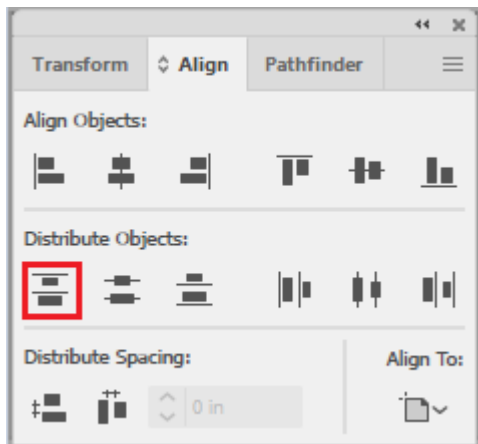 Transform Align Pathfinder
Align Objects:
Distribute Objects:
Distribute Spacing: Align To:
0 in